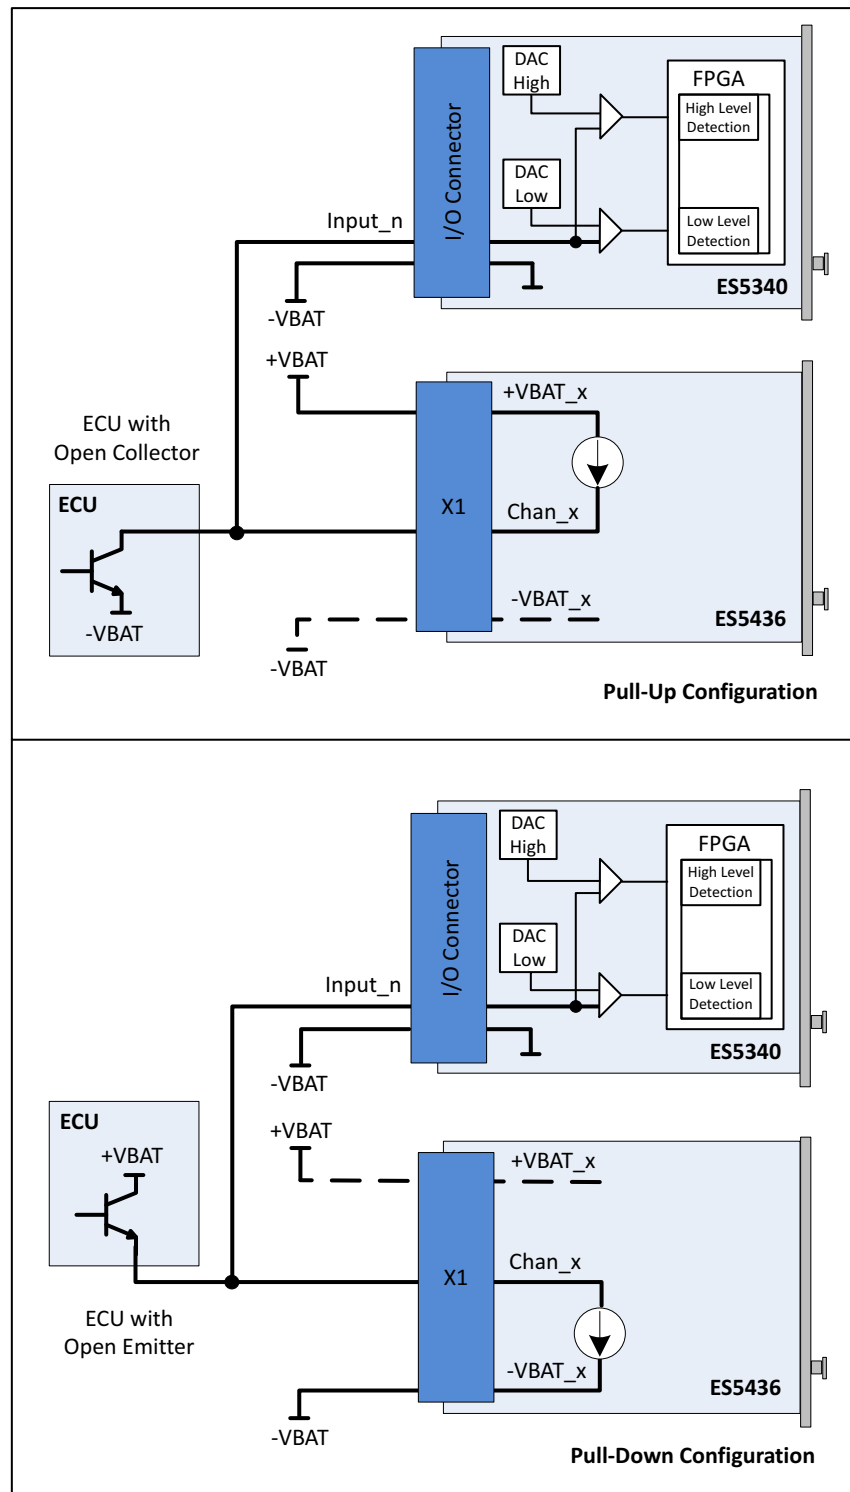 DAC
High
FPGA
High Level
Detection
I/O Connector
DAC
Low
Input_n
Low Level
Detection
ES5340
-VBAT
+VBAT
+VBAT_x
ECU with
Open Collector
ECU
X1
Chan_x
-VBAT
-VBAT_x
ES5436
-VBAT
Pull-Up Configuration
DAC
High
FPGA
High Level
Detection
I/O Connector
DAC
Low
Input_n
Low Level
Detection
ES5340
-VBAT
ECU
+VBAT
+VBAT
+VBAT_x
Chan_x
X1
ECU with
Open Emitter
-VBAT_x
ES5436
-VBAT
Pull-Down Configuration